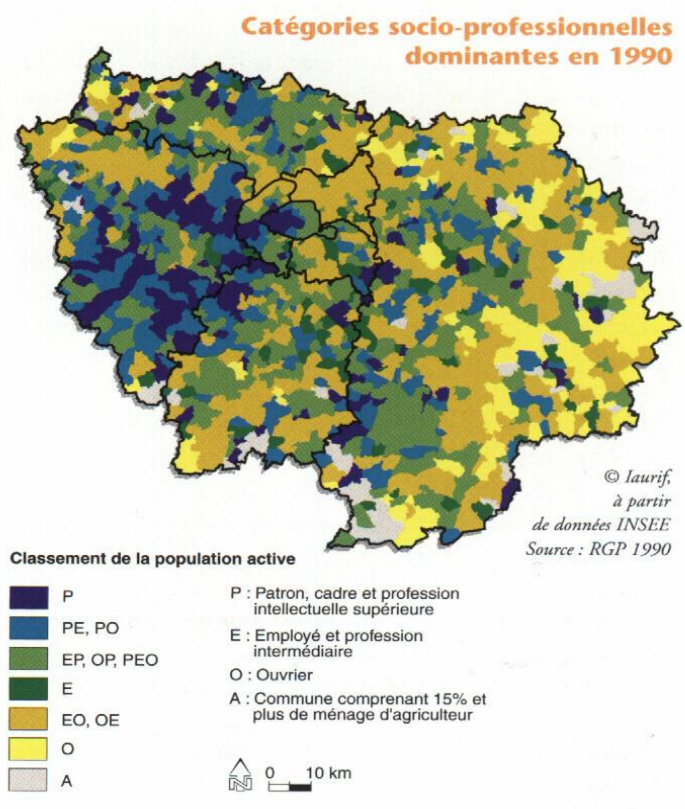 Catégories socio-professionnelles
dominantes en 1990
© Iaurif,
à partir
de données INSEE
Source : RGP 1990
Classement de la population active
P
PE, PO
EP, OP, PEO
E
EO, OE
O
A
P : Patron, cadre et profession
intellectuelle supérieure
E : Employé et profession
intermédiaire
O : Ouvrier
A : Commune comprenant 15% et
plus de ménage d'agriculteur
N
0 10 km